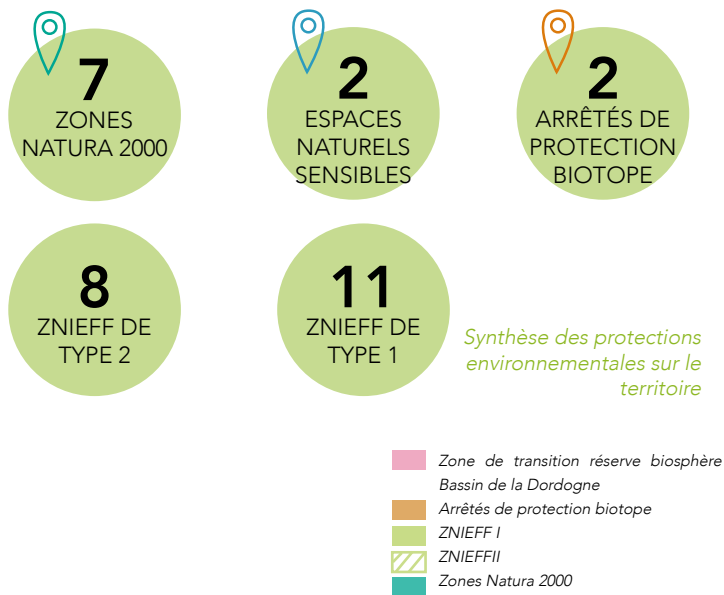 7
ZONES
NATURA 2000
2
ESPACES
NATURELS
SENSIBLES
2
ARRÊTÉS DE
PROTECTION
BIOTOPE
8
ZNIEFF DE
TYPE 2
11
ZNIEFF DE
TYPE 1
Synthèse des protections
environnementales sur le
territoire
Zone de transition réserve biosphère
Bassin de la Dordogne
Arrêtés de protection biotope
ZNIEFF I
ZNIEFFII
Zones Natura 2000